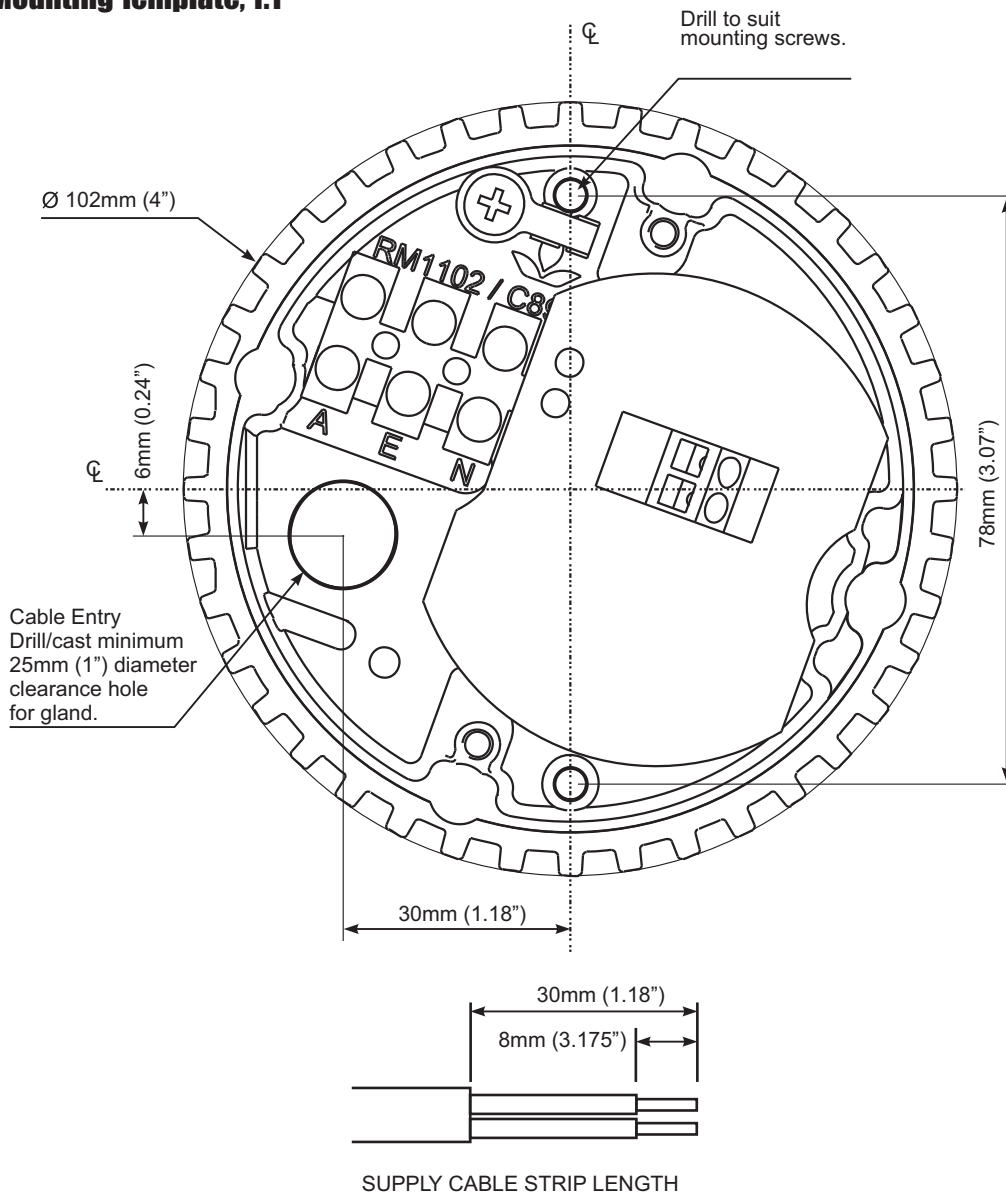 Mounting Template, 1:1
℄
Drill to suit
mounting screws.
Ø 102mm (4”)
RM1102 / C89
6mm (0.24”)
A
E
N
℄
78mm (3.07”)
Cable Entry
Drill/cast minimum
25mm (1”) diameter
clearance hole
for gland.
30mm (1.18”)
30mm (1.18”)
8mm (3.175”)
SUPPLY CABLE STRIP LENGTH